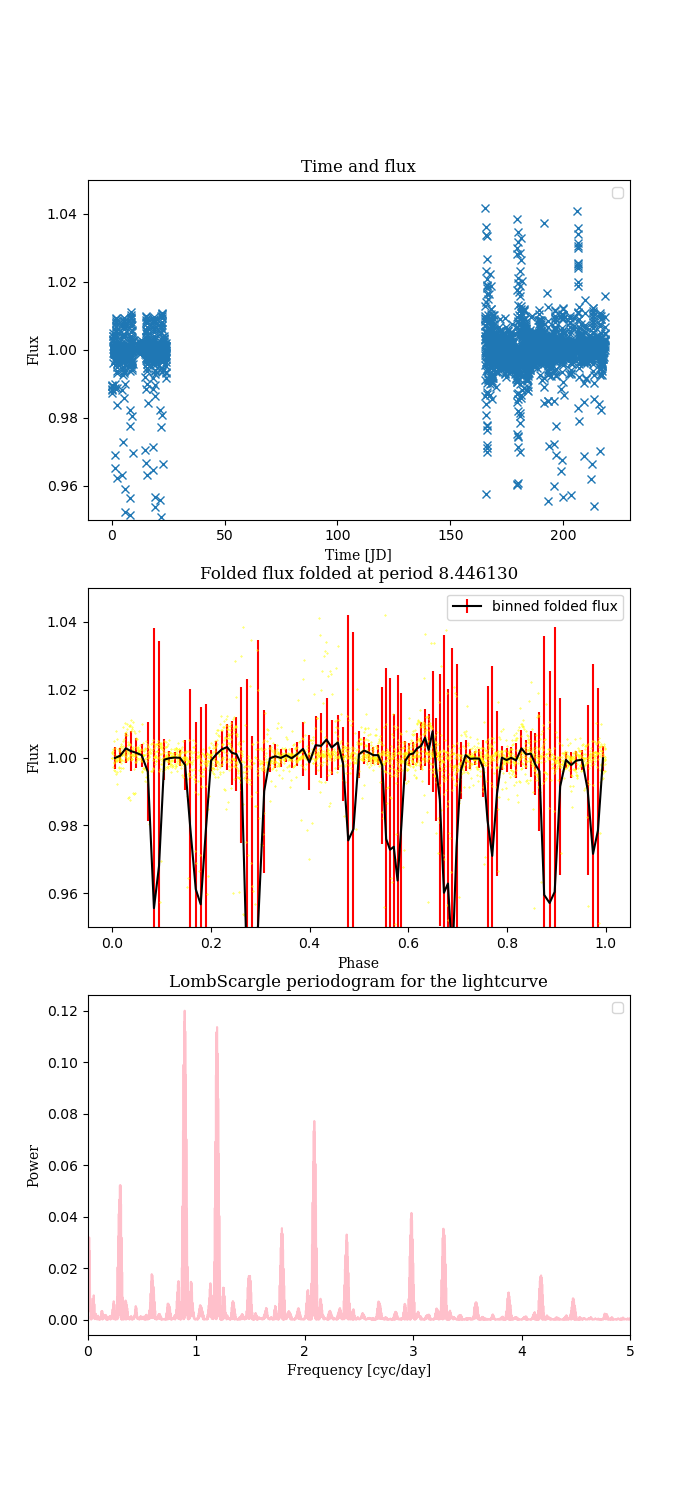 Time and flux
1.04
1.02
1.00
0.98
0.96
Flux
0 50 100 150 200
Time [JD]
Folded flux folded at period 8.446130
binned folded flux
1.04
1.02
1.00
0.98
0.96
Flux
0.0 0.2 0.4 0.6 0.8 1.0
Phase
LombScargle periodogram for the lightcurve
0.12
0.10
0.08
0.06
0.04
0.02
0.00
Power
0 1 2 3 4 5
Frequency [cyc/day]